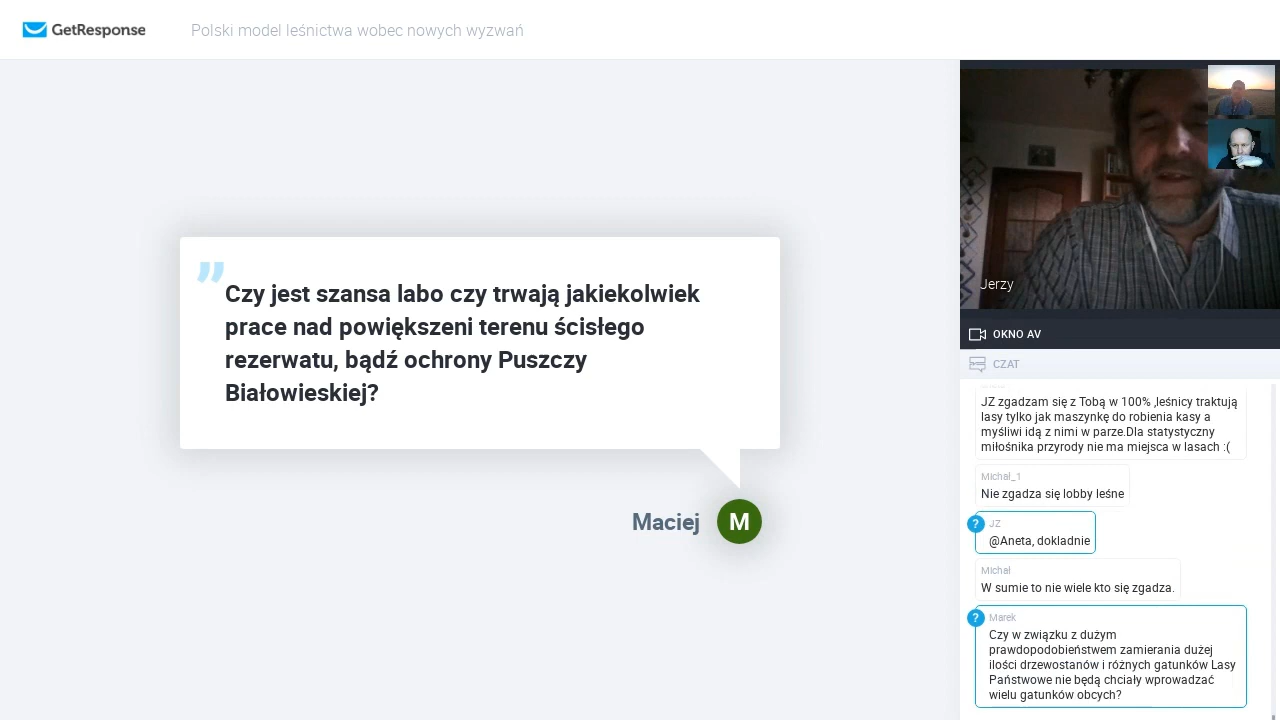 GetResponse
Polski model leśnictwa wobec nowych wyzwań
Czy jest szansa labo czy trwają jakiekolwiek
prace nad powiększeni terenu ścisłego
rezerwatu, bądź ochrony Puszczy
Białowieskiej?
Maciej
M
Jerzy
OKNO AV
CZAT
JZ zgadzam się z Tobą w 100% ,leśnicy traktują
lasy tylko jak maszynkę do robienia kasy a
myśliwi idą z nimi w parze.Dla statystyczny
miłośnika przyrody nie ma miejsca w lasach :(
Michał_1
Nie zgadza się lobby leśne
?
JZ
@Aneta, dokladnie
Michał
W sumie to nie wiele kto się zgadza.
?
Marek
Czy w związku z dużym
prawdopodobieństwem zamierania dużej
ilości drzewostanów i różnych gatunków Lasy
Państwowe nie będą chciały wprowadzać
wielu gatunków obcych?